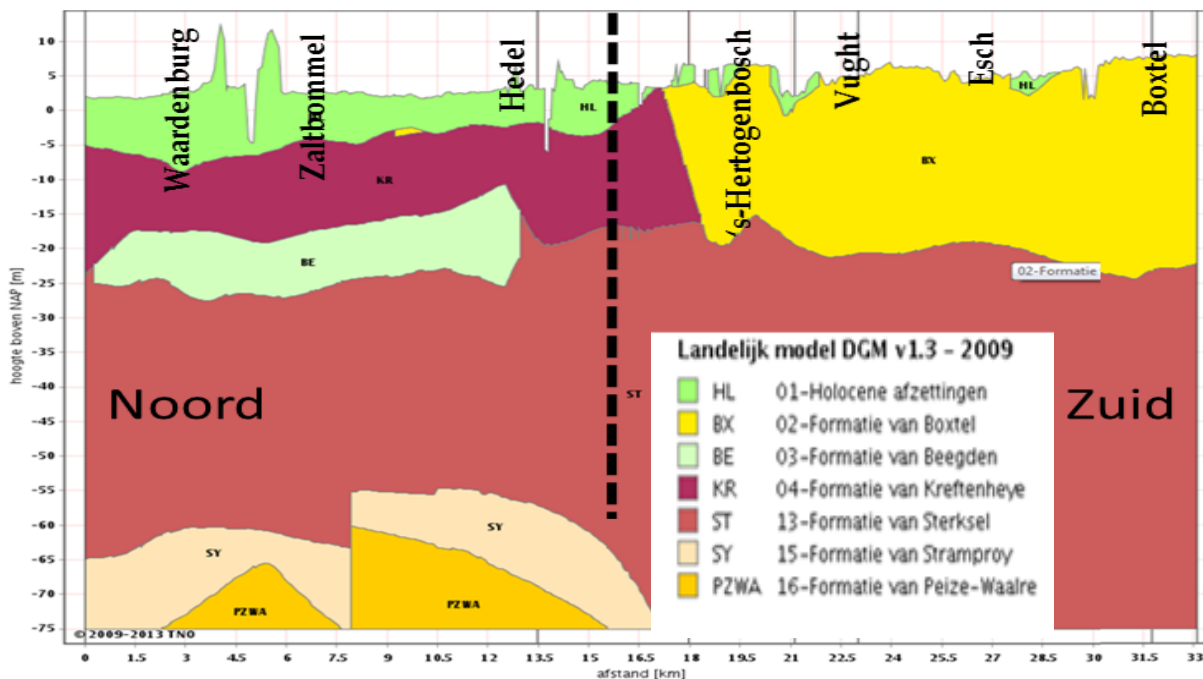 10
5
0
-5
-10
-15
-20
-25
-30
-35
-40
-45
-50
-55
-60
-65
-70
-75
hoogte boven NAP [m]
Waardenburg
Zaltbommel
Hedel
's-Hertogenbosch
Vught
Esch
Boxtel
HL
HL
KR
BX
BE
02-Formatie
ST
Noord
Zuid
SY
SY
PZWA
PZWA
Landelijk model DGM v1.3 - 2009
HL 01-Holocene afzettingen
BX 02-Formatie van Boxtel
BE 03-Formatie van Beegden
KR 04-Formatie van Kreftenheye
ST 13-Formatie van Sterksel
SY 15-Formatie van Stramproy
PZWA 16-Formatie van Peize-Waalre
© 2009-2013 TNO
0 1.5 3 4.5 6 7.5 9 10.5 12 13.5 15 16.5 18 19.5 21 22.5 24 25.5 27 28.5 30 31.5 33
afstand [km]